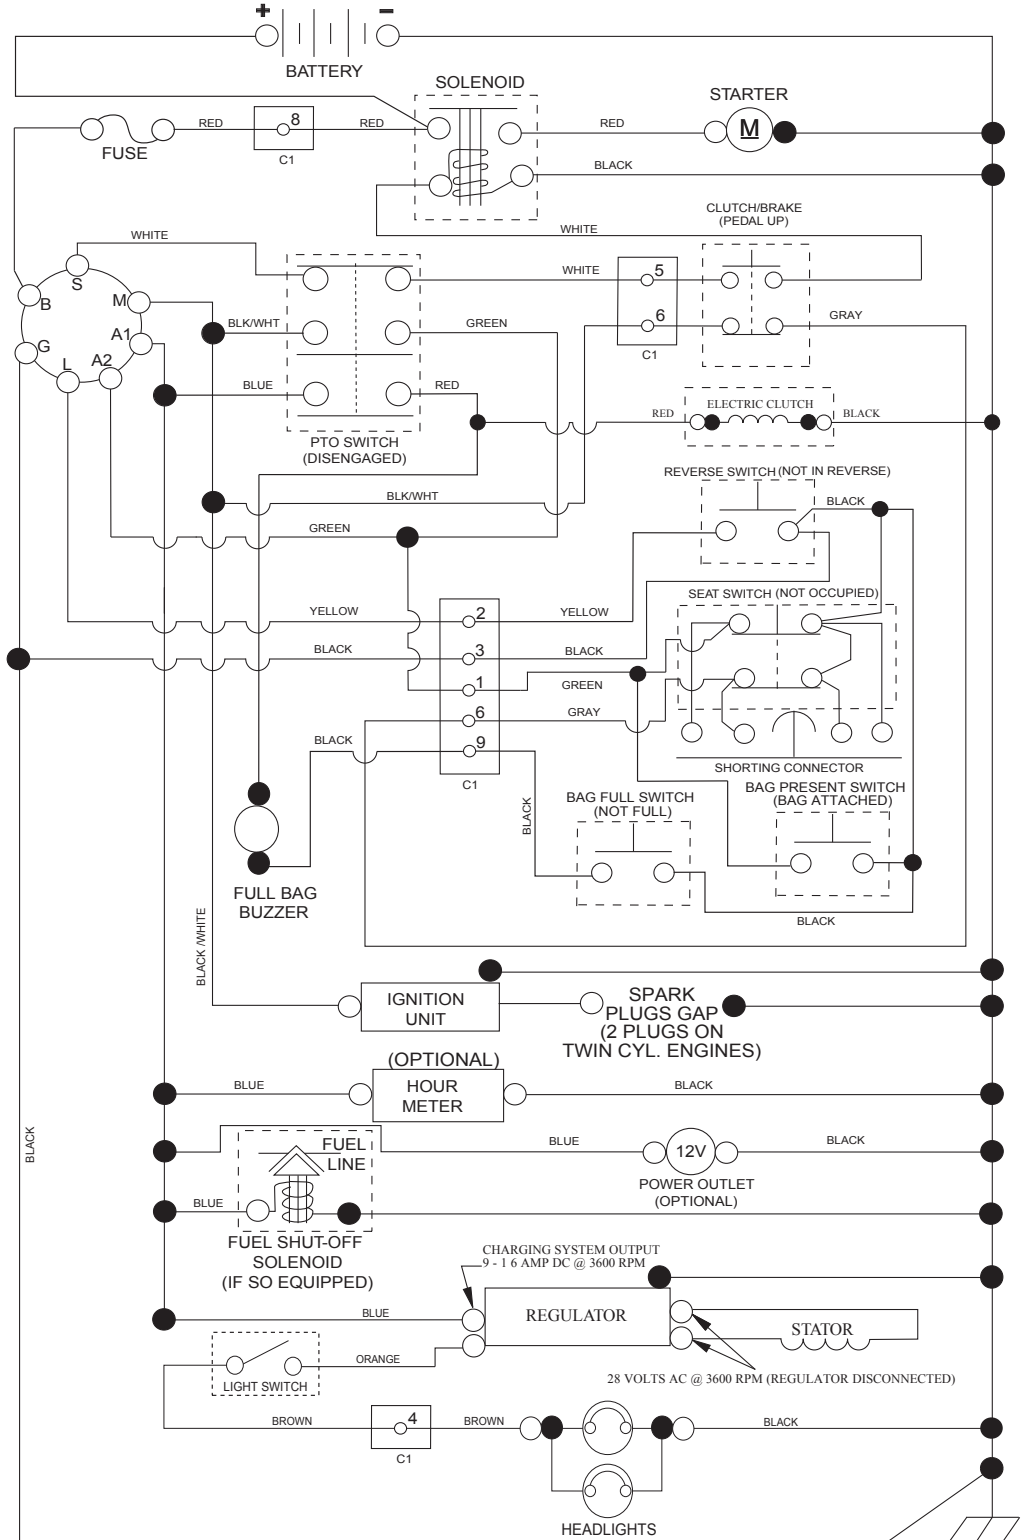 + -
BATTERY
SOLENOID
STARTER
8
RED
RED
RED
M
FUSE
C1
BLACK
CLUTCH/BRAKE
(PEDAL UP)
WHITE
WHITE
WHITE
5
S
B
M
BLK/WHT
GREEN
6
GRAY
A1
G
C1
L
A2
BLUE
RED
RED
ELECTRIC CLUTCH
BLACK
PTO SWITCH
(DISENGAGED)
REVERSE SWITCH (NOT IN REVERSE)
BLK/WHT
BLACK
GREEN
SEAT SWITCH (NOT OCCUPIED)
YELLOW
2
YELLOW
BLACK
3
BLACK
1
GREEN
6
GRAY
BLACK
9
SHORTING CONNECTOR
C1
BAG FULL SWITCH
(NOT FULL)
BAG PRESENT SWITCH
(BAG ATTACHED)
BLACK
FULL BAG
BUZZER
BLACK
BLACK /WHITE
IGNITION
UNIT
SPARK
PLUGS GAP
(2 PLUGS ON
TWIN CYL. ENGINES)
(OPTIONAL)
BLUE
HOUR
METER
BLACK
BLACK
FUEL
LINE
BLUE
12V
BLACK
POWER OUTLET
(OPTIONAL)
BLUE
FUEL SHUT-OFF
SOLENOID
(IF SO EQUIPPED)
CHARGING SYSTEM OUTPUT
9 - 1 6 AMP DC @ 3600 RPM
BLUE
REGULATOR
STATOR
ORANGE
LIGHT SWITCH
28 VOLTS AC @ 3600 RPM (REGULATOR DISCONNECTED)
BROWN
4
BROWN
BLACK
C1
HEADLIGHTS